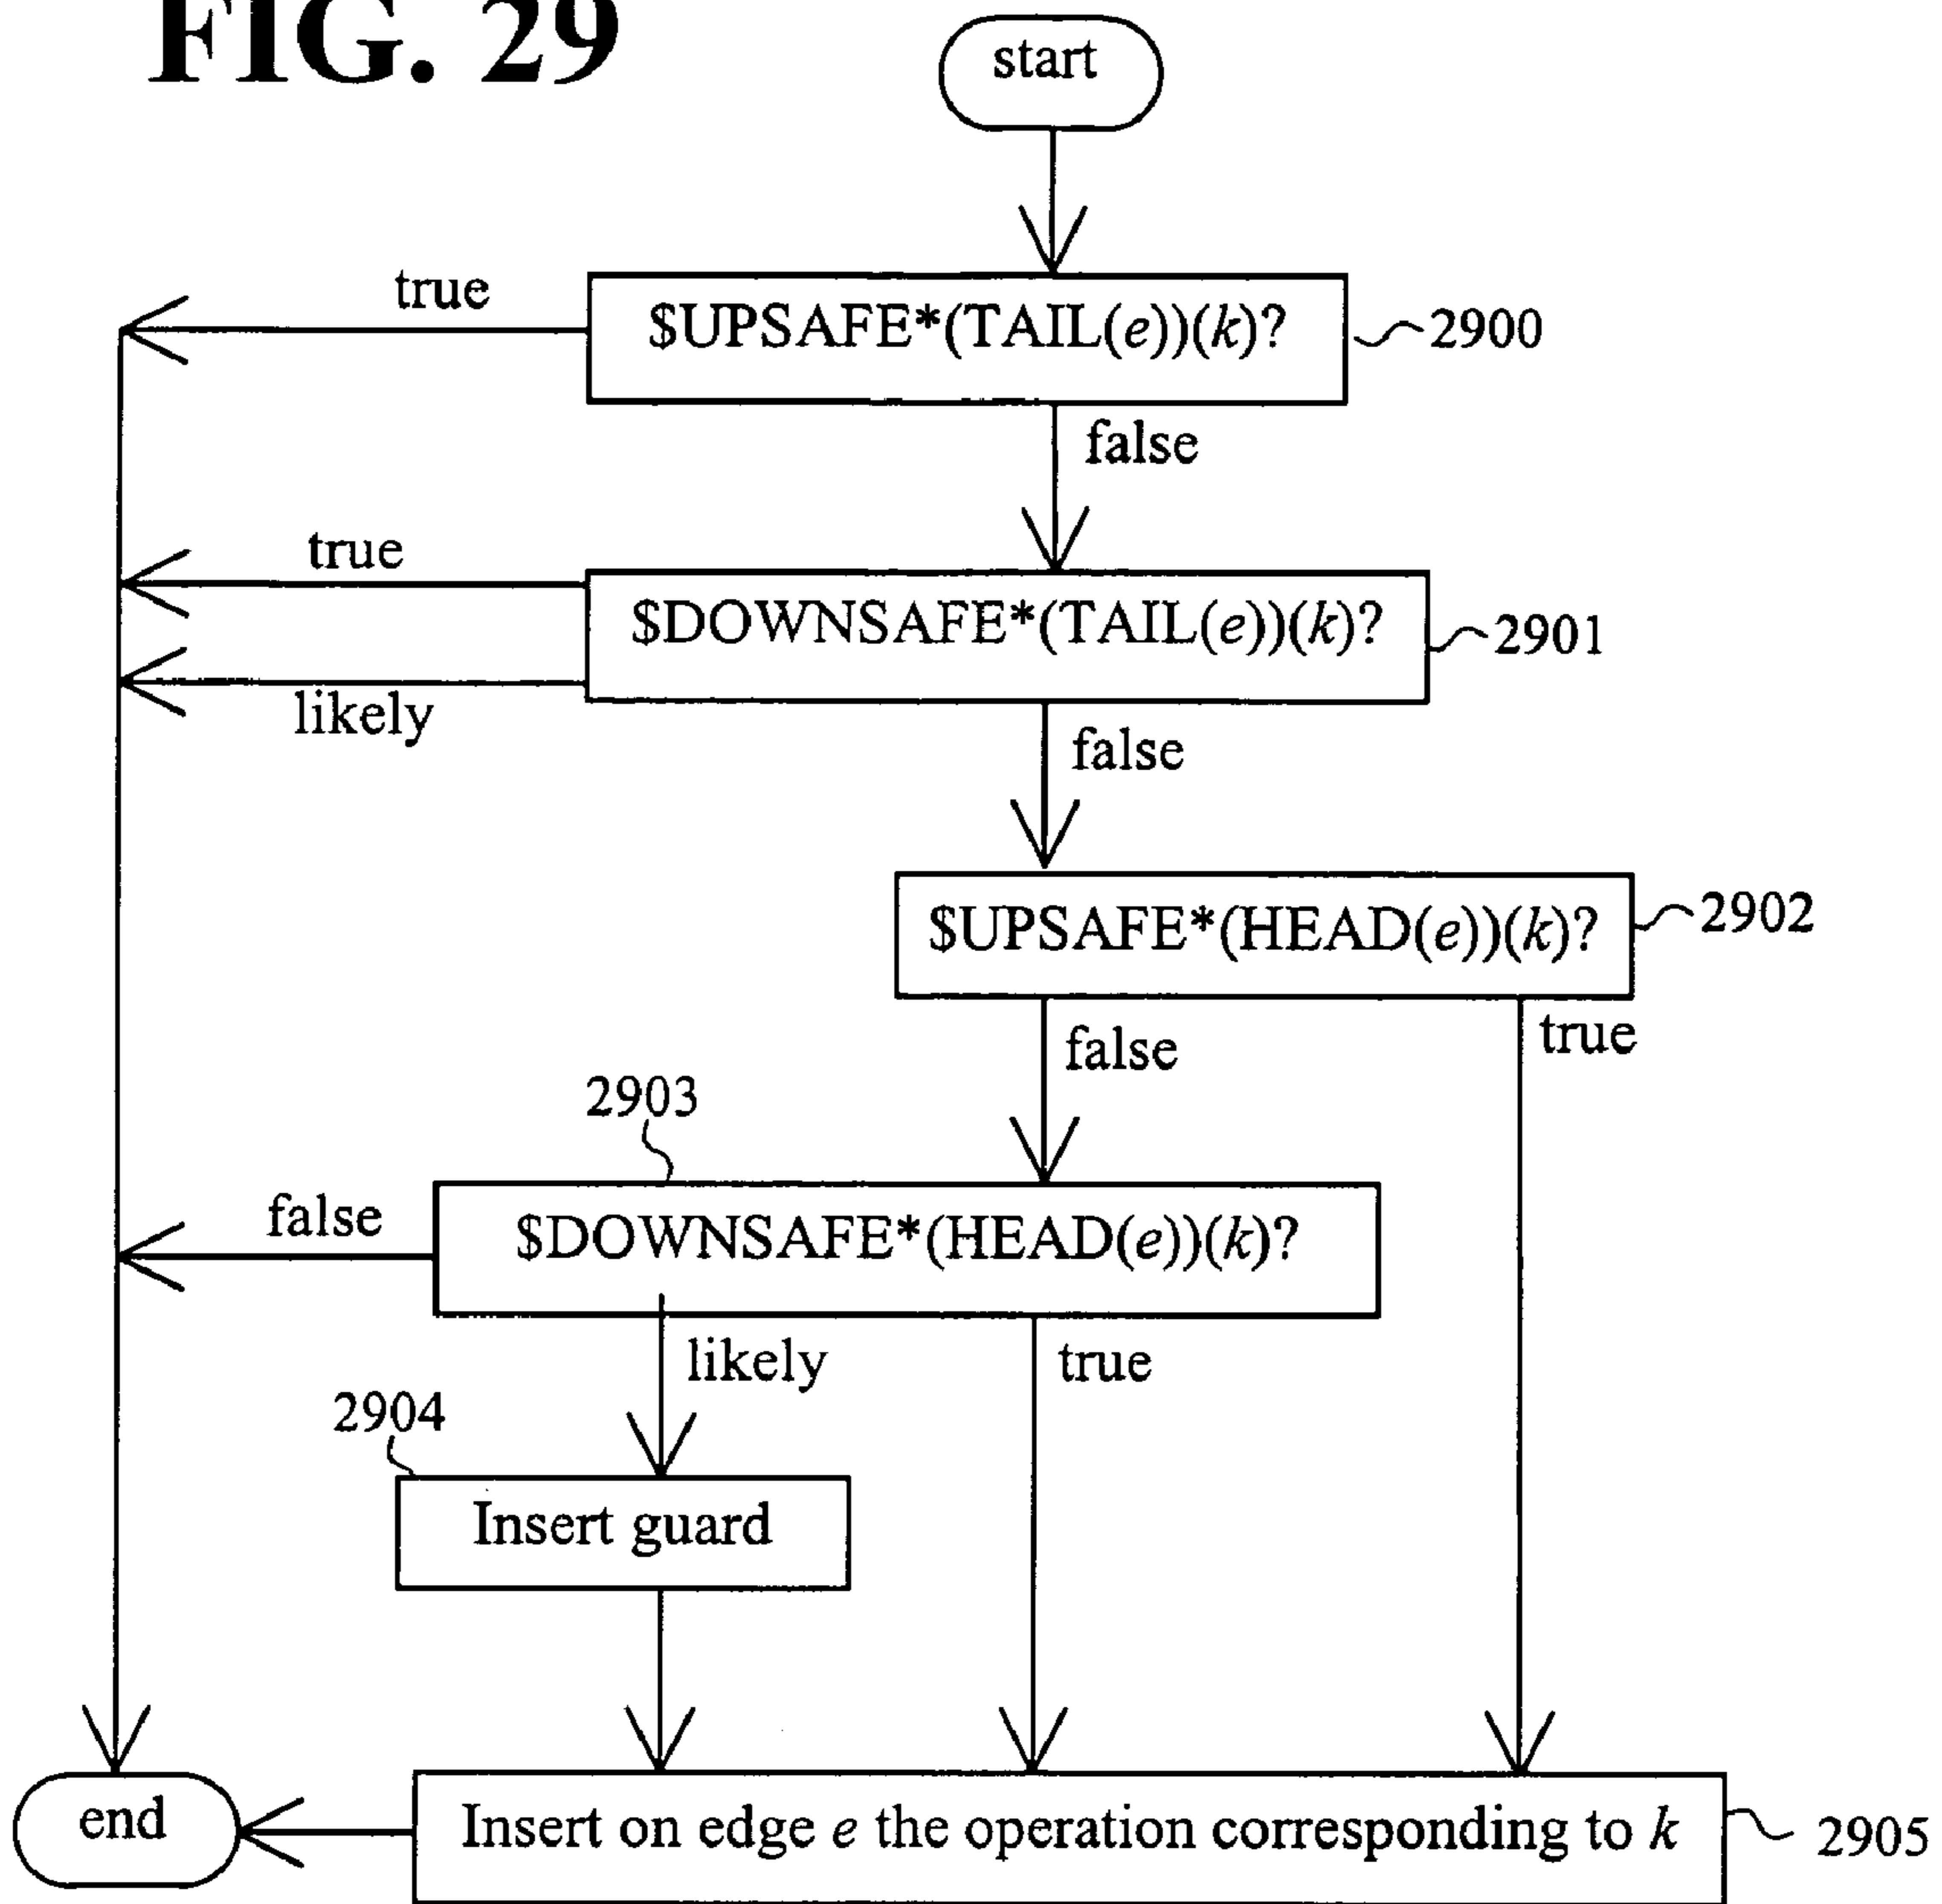 FIG. 29
start
true
$UPSAFE*(TAIL(e))(k)?
2900
false
true
$DOWNSAFE*(TAIL(e))(k)?
2901
likely
false
$UPSAFE*(HEAD(e))(k)?
2902
false
true
2903
false
$DOWNSAFE*(HEAD(e))(k)?
likely
true
2904
Insert guard
end
Insert on edge e the operation corresponding to k
2905